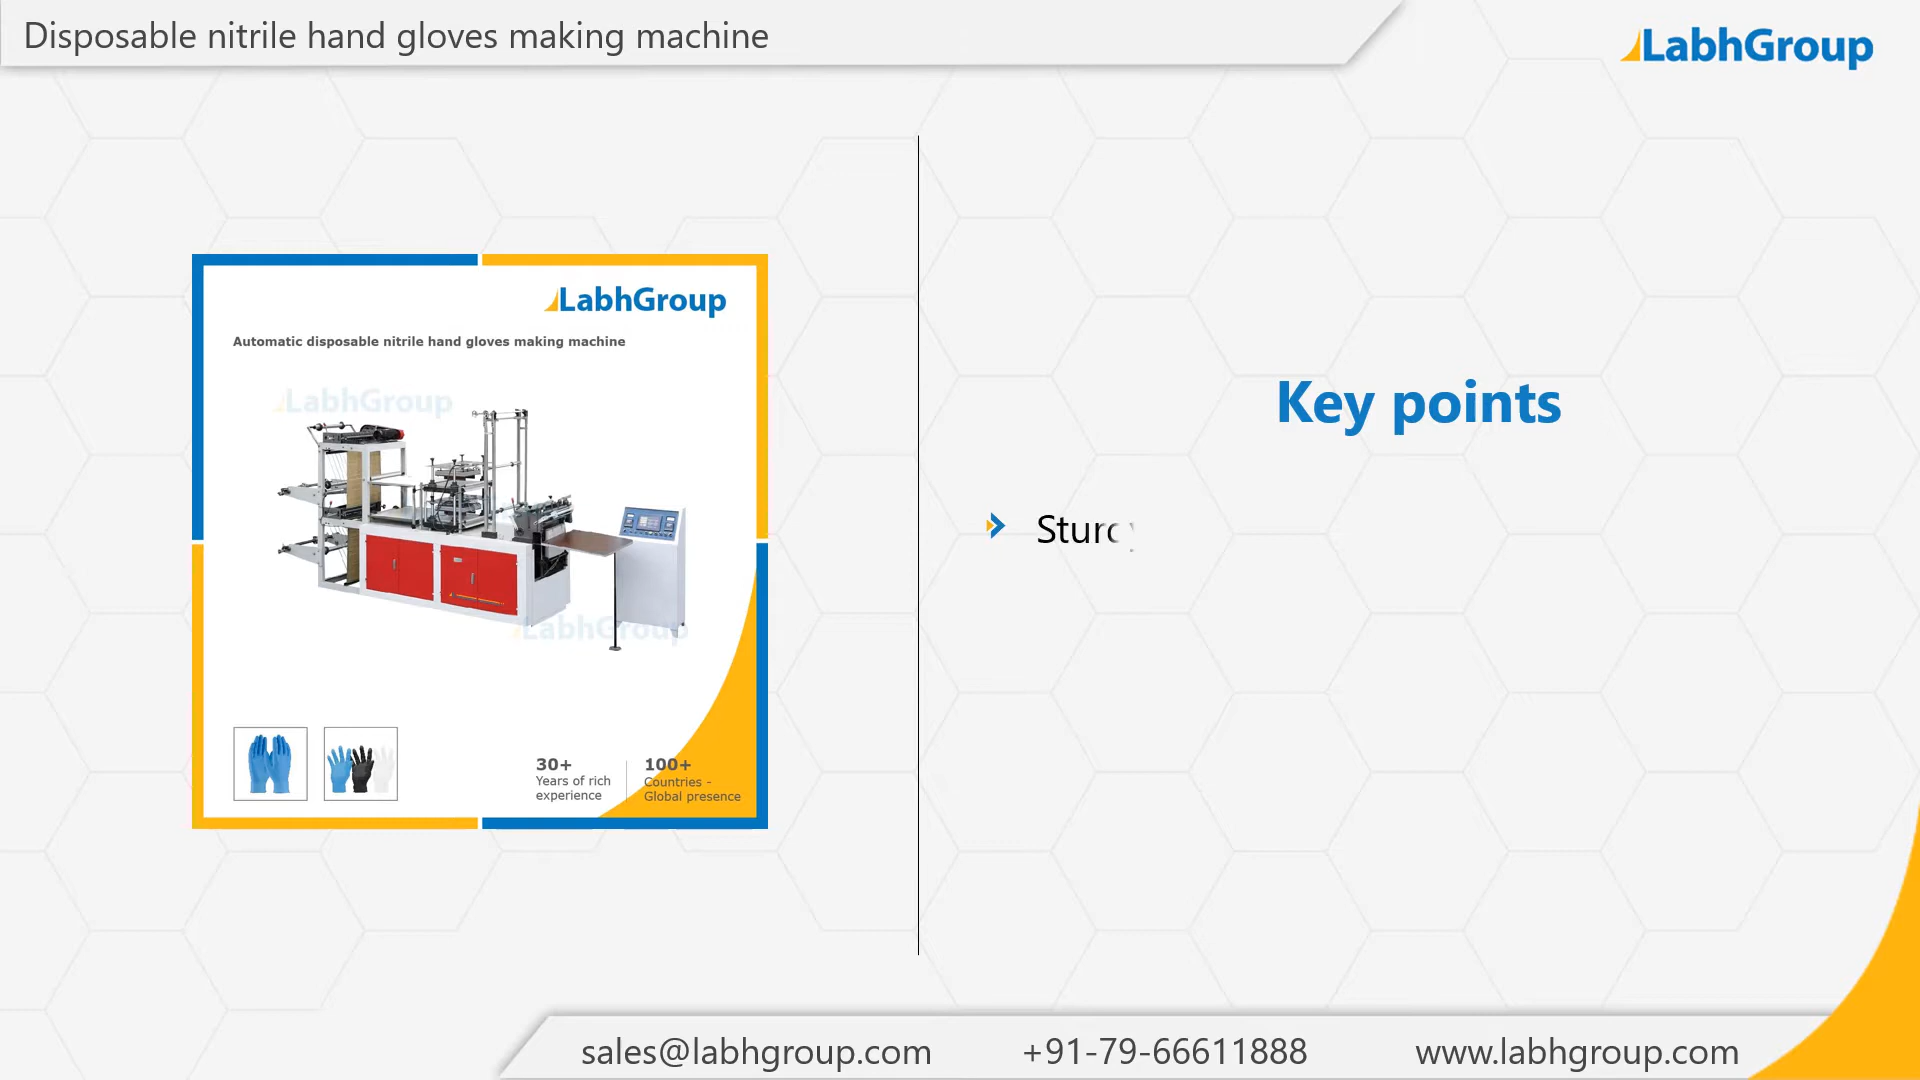 Disposable nitrile hand gloves making machine
LabhGroup
LabhGroup
Automatic disposable nitrile hand gloves making machine
LabhGroup
LabhGroup
30+
Years of rich
experience
100+
Countries -
Global presence
Key points
sales@labhgroup.com
+91-79-66611888
www.labhgroup.com